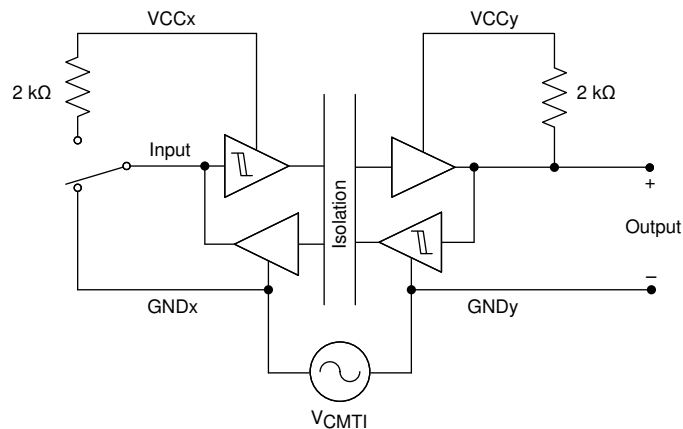 VCCx
VCCy
2 kΩ
2 kΩ
Input
Isolation
+
Output
−
GNDx
GNDy
VCMTI